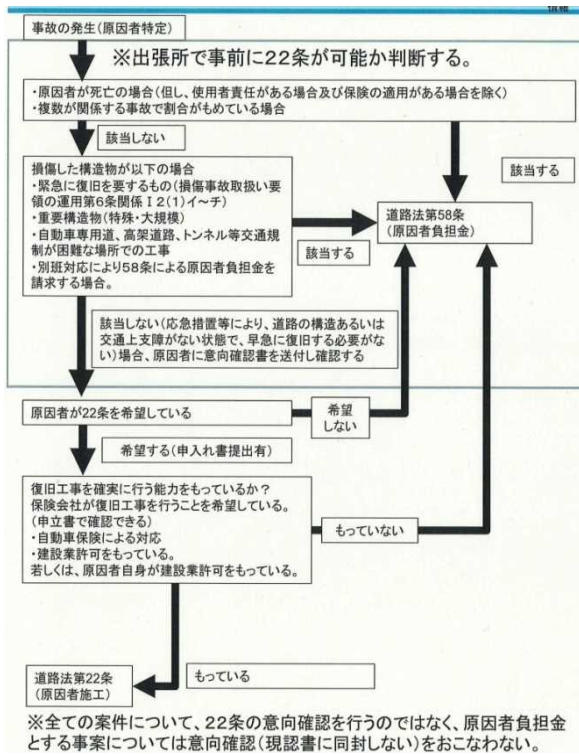 情報
事故の発生(原因者特定)
※出張所で事前に22条が可能か判断する。
・原因者が死亡の場合(但し、使用者責任がある場合及び保険の適用がある場合を除く)
・複数が関係する事故で割合がもめている場合
該当しない
該当する
損傷した構造物が以下の場合
・緊急に復旧を要するもの(損傷事故取扱い要
領の運用第6条関係Ⅰ2(1)イ~チ)
・重要構造物(特殊・大規模)
・自動車専用道、高架道路、トンネル等交通規
制が困難な場所での工事
・別班対応により58条による原因者負担金を
請求する場合。
該当する
道路法第58条
(原因者負担金)
該当しない(応急措置等により、道路の構造あるいは
交通上支障がない状態で、早急に復旧する必要がな
い)場合、原因者に意向確認書を送付し確認する
原因者が22条を希望している
希望
しない
希望する(申入れ書提出有)
復旧工事を確実に行う能力をもっているか?
保険会社が復旧工事を行うことを希望している。
(申立書で確認できる)
・自動車保険による対応
・建設業許可をもっている。
若しくは、原因者自身が建設業許可をもっている。
もっていない
もっている
道路法第22条
(原因者施工)
※全ての案件について、22条の意向確認を行うのではなく、原因者負担金
とする事案については意向確認(現認書に同封しない)をおこなわない。